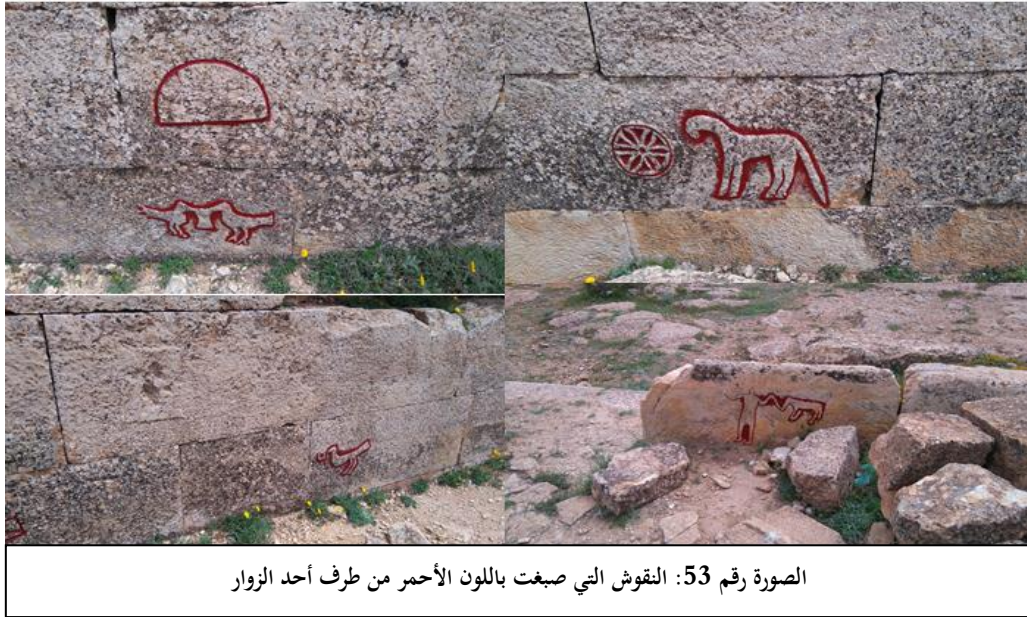 الصورة رقم 53: النقوش التي صبغت باللون الأحمر من طرف أحد الزوار